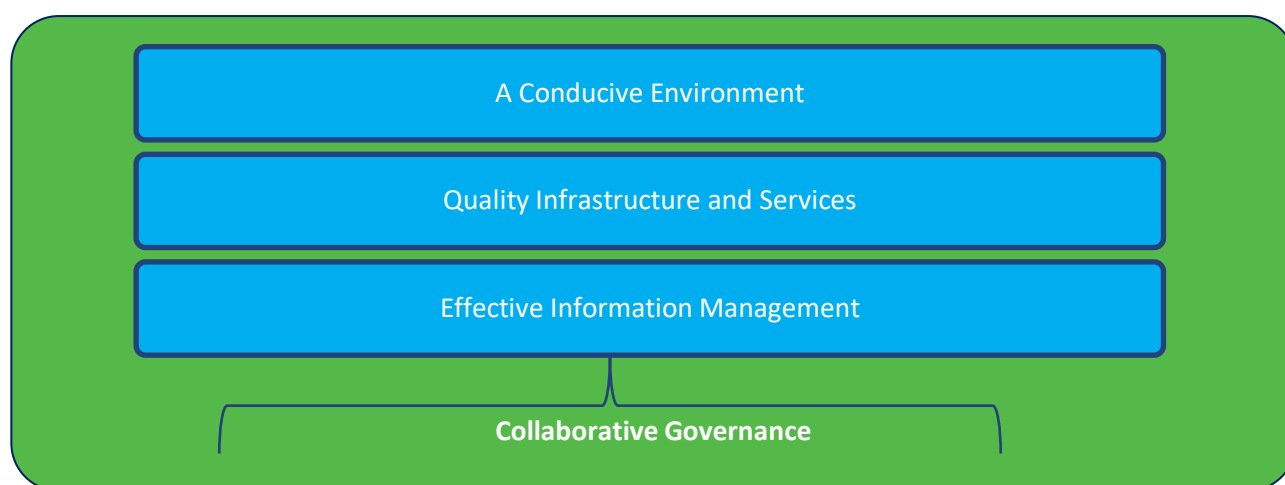 A Conducive Environment
Quality Infrastructure and Services
Effective Information Management
Collaborative Governance